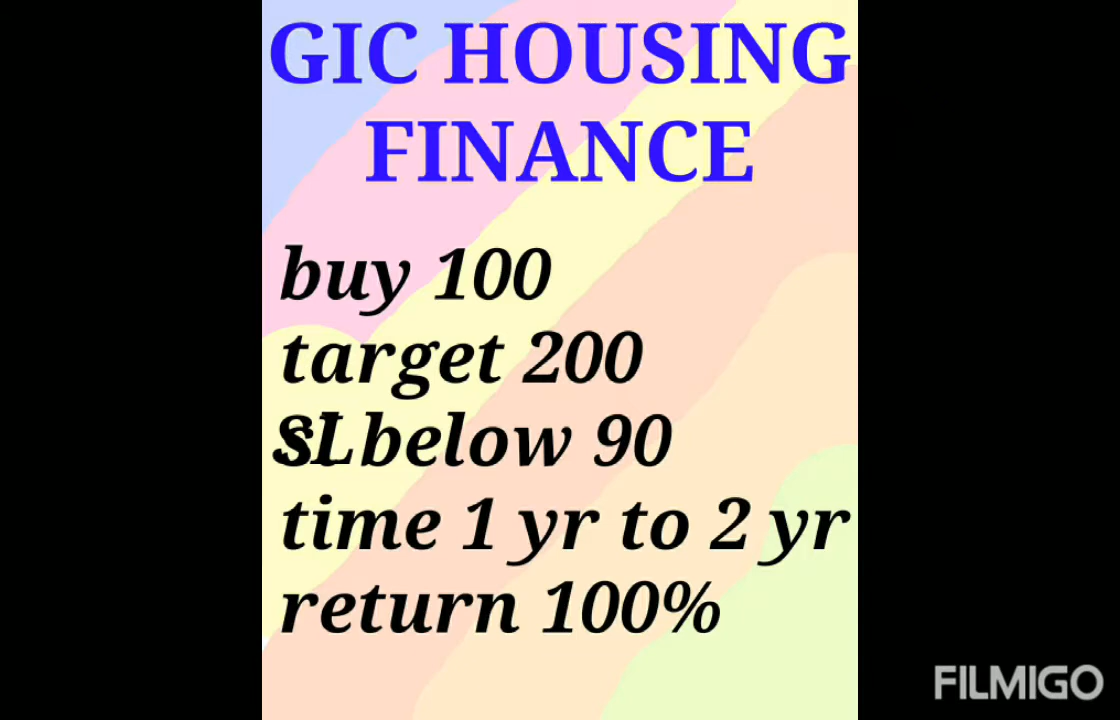 GIC HOUSING
FINANCE
buy 100
target 200
SL below 90
time 1 yr to 2 yr
return 100%
FILMIGO